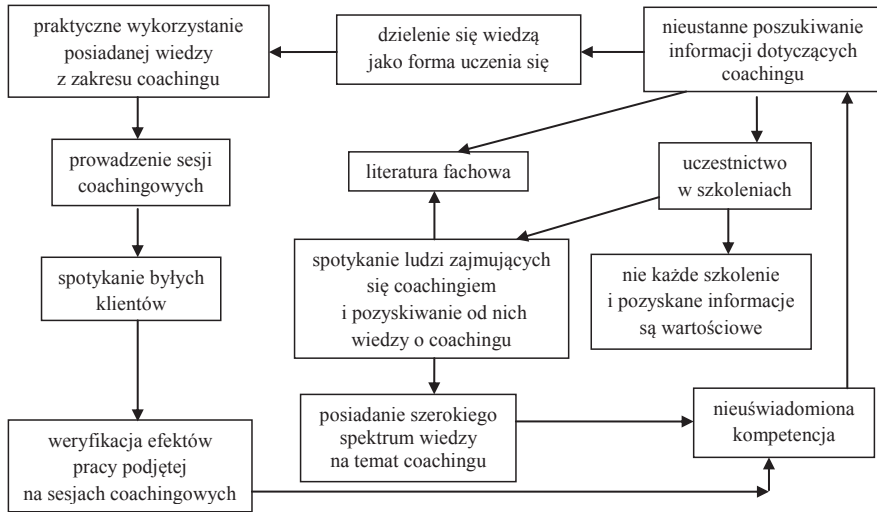 praktyczne wykorzystanie
posiadanej wiedzy
z zakresu coachingu
dzielenie się wiedzą
jako forma uczenia się
nieustanne poszukiwanie
informacji dotyczących
coachingu
prowadzenie sesji
coachingowych
literatura fachowa
uczestnictwo
w szkoleniach
spotykanie byłych
klientów
spotykanie ludzi zajmujących
się coachingiem
i pozyskiwanie od nich
wiedzy o coachingu
nie każde szkolenie
i pozyskane informacje
są wartościowe
weryfikacja efektów
pracy podjętej
na sesjach coachingowych
posiadanie szerokiego
spektrum wiedzy
na temat coachingu
nieuświadomiona
kompetencja